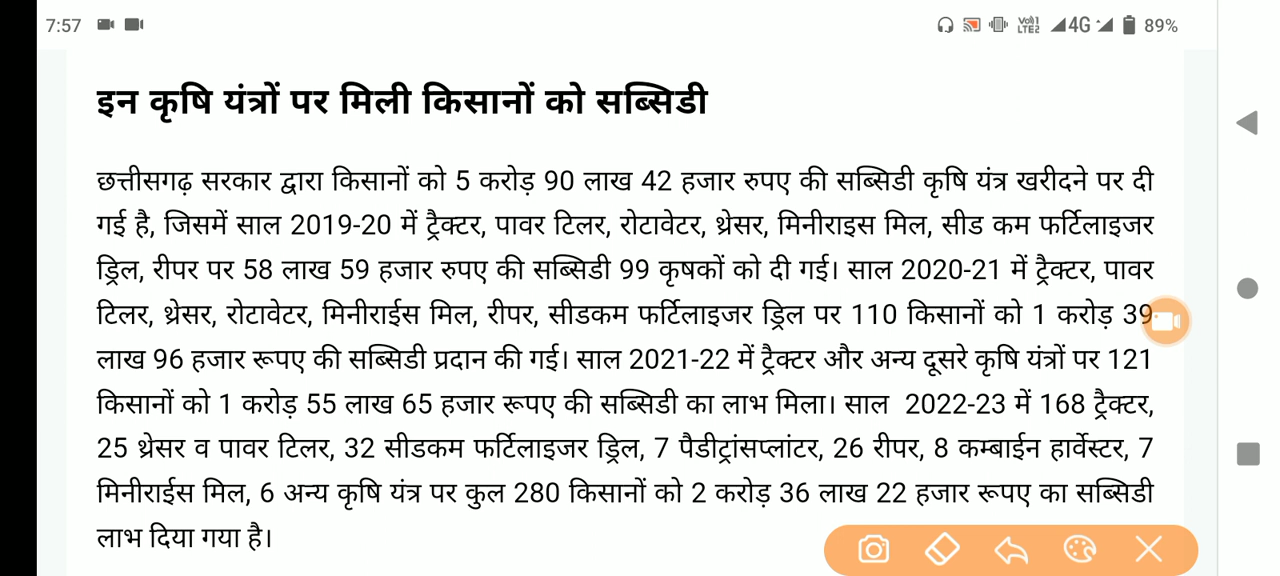 7:57 Vo)) LTE2 4G 89%
इन कृषि यंत्रों पर मिली किसानों को सब्सिडी
छत्तीसगढ़ सरकार द्वारा किसानों को 5 करोड़ 90 लाख 42 हजार रुपए की सब्सिडी कृषि यंत्र खरीदने पर दी
गई है, जिसमें साल 2019-20 में ट्रैक्टर, पावर टिलर, रोटावेटर, थ्रेसर, मिनीराइस मिल, सीड कम फर्टिलाइजर
ड्रिल, रीपर पर 58 लाख 59 हजार रुपए की सब्सिडी 99 कृषकों को दी गई। साल 2020-21 में ट्रैक्टर, पावर
टिलर, थ्रेसर, रोटावेटर, मिनीराईस मिल, रीपर, सीडकम फर्टिलाइजर ड्रिल पर 110 किसानों को 1 करोड़ 39
लाख 96 हजार रूपए की सब्सिडी प्रदान की गई। साल 2021-22 में ट्रैक्टर और अन्य दूसरे कृषि यंत्रों पर 121
किसानों को 1 करोड़ 55 लाख 65 हजार रूपए की सब्सिडी का लाभ मिला। साल 2022-23 में 168 ट्रैक्टर,
25 थ्रेसर व पावर टिलर, 32 सीडकम फर्टिलाइजर ड्रिल, 7 पैडीट्रांसप्लांटर, 26 रीपर, 8 कम्बाईन हार्वेस्टर, 7
मिनीराईस मिल, 6 अन्य कृषि यंत्र पर कुल 280 किसानों को 2 करोड़ 36 लाख 22 हजार रूपए का सब्सिडी
लाभ दिया गया है।